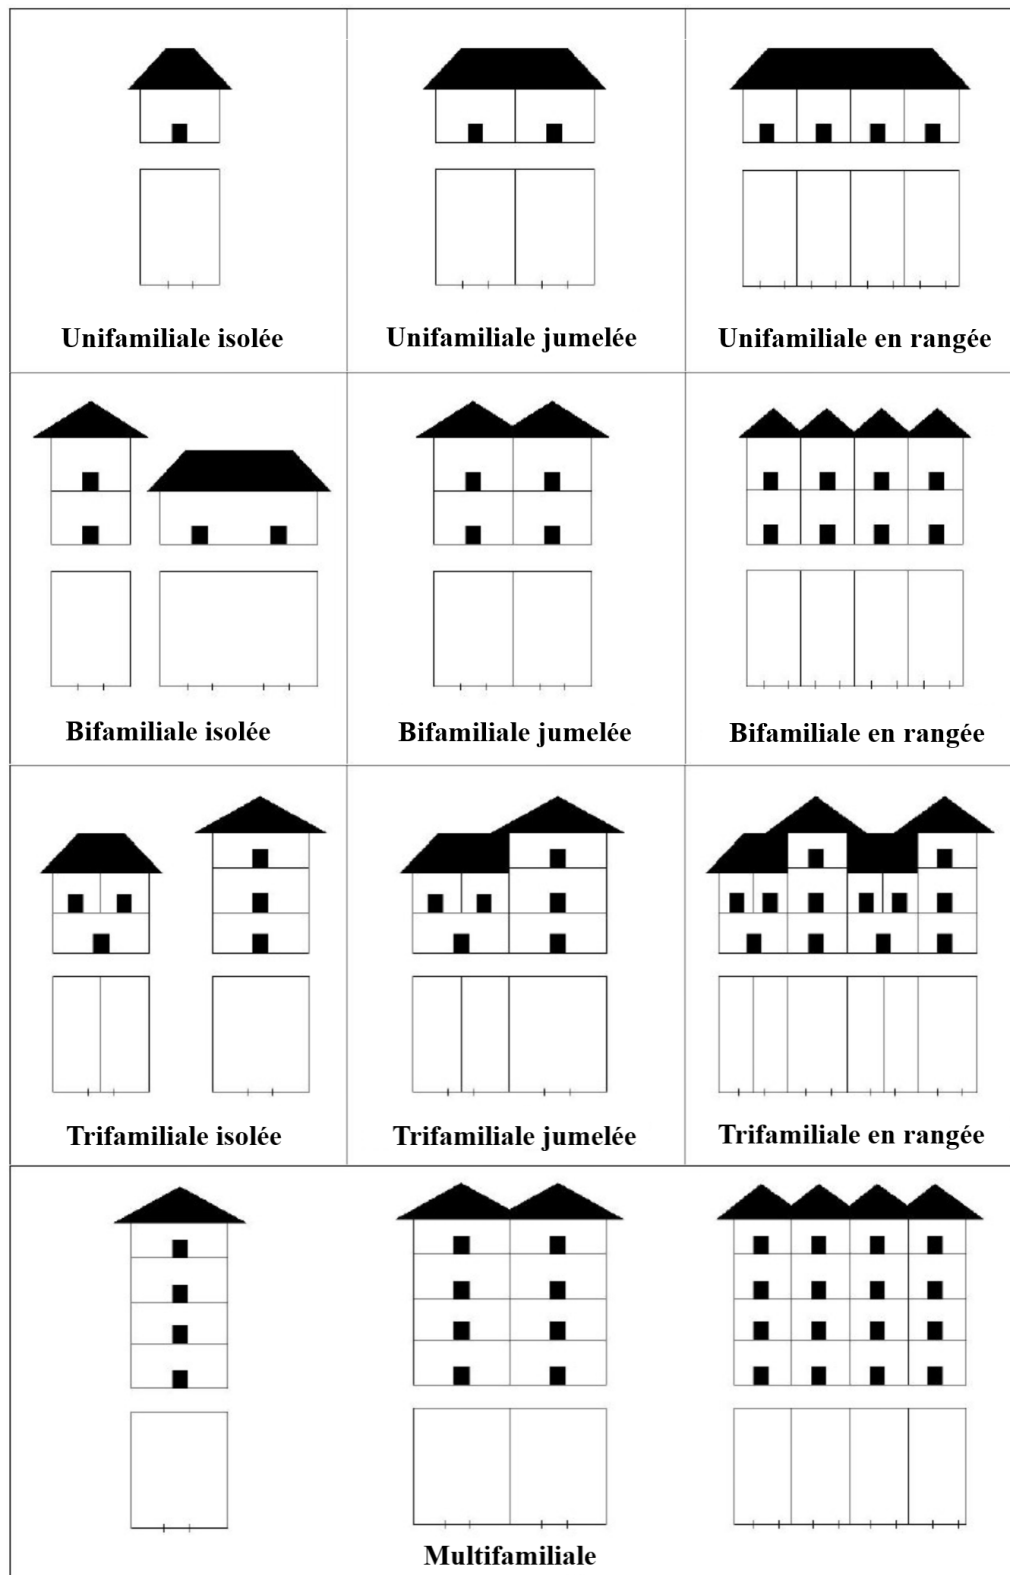 Unifamiliale isolée
Unifamiliale jumelée
Unifamiliale en rangée
Bifamiliale isolée
Bifamiliale jumelée
Bifamiliale en rangée
Trifamiliale isolée
Trifamiliale jumelée
Trifamiliale en rangée
Multifamiliale